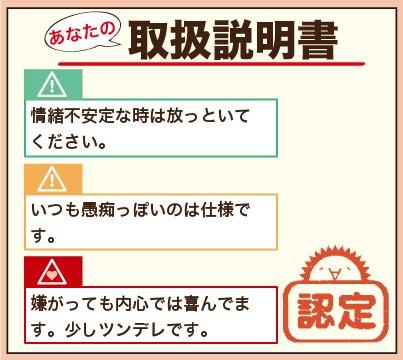 あなたの
取扱説明書
情緒不安定な時は放っといて
ください。
いつも愚痴っぽいのは仕様で
す。
嫌がっても内心では喜んでま
す。少しツンデレです。
認定